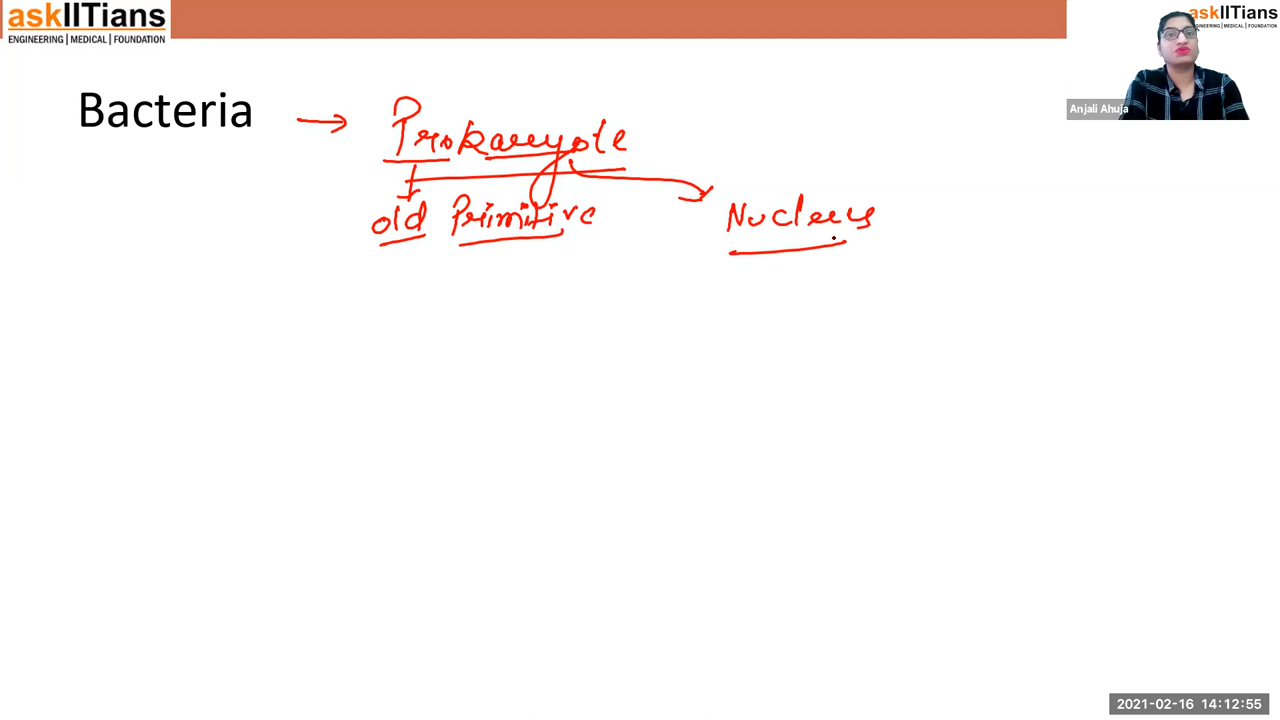 askIITians
ENGINEERING | MEDICAL | FOUNDATION
askIITians
ENGINEERING | MEDICAL | FOUNDATION
Anjali Ahuja
Bacteria → Prokaryote
old Primitive Nucleus
2021-02-16 14:12:55